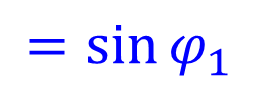 = sin φ₁